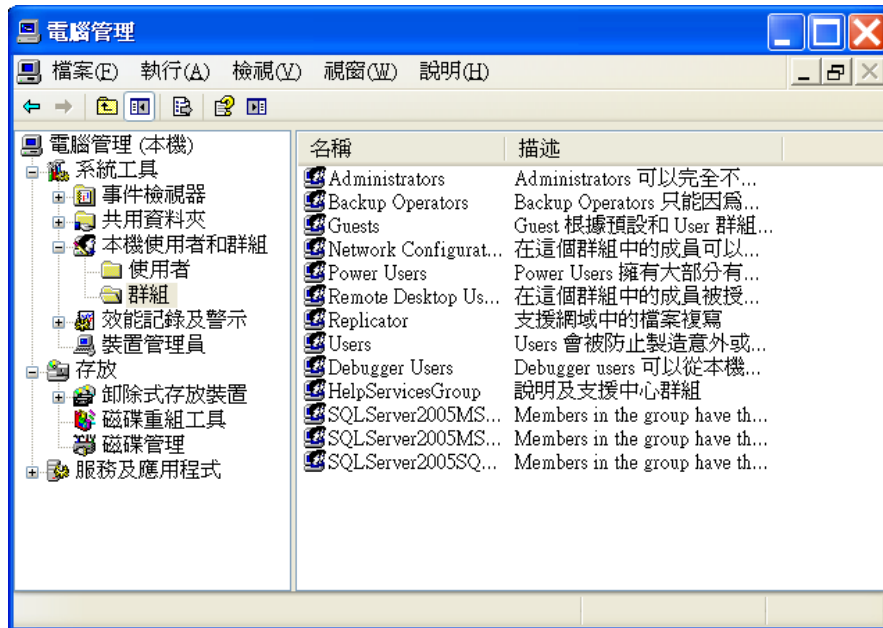 電腦管理
檔案(F) 執行(A) 檢視(V) 視窗(W) 說明(H)
電腦管理 (本機)
系統工具
事件檢視器
共用資料夾
本機使用者和群組
使用者
群組
效能記錄及警示
裝置管理員
存放
卸除式存放裝置
磁碟重組工具
磁碟管理
服務及應用程式
名稱 描述
Administrators Administrators 可以完全不...
Backup Operators Backup Operators 只能因為...
Guests Guest 根據預設和 User 群組...
Network Configurat... 在這個群組中的成員可以...
Power Users Power Users 擁有大部分有...
Remote Desktop Us... 在這個群組中的成員被授...
Replicator 支援網域中的檔案複寫
Users Users 會被防止製造意外或...
Debugger Users Debugger users 可以從本機...
HelpServicesGroup 說明及支援中心群組
SQLServer2005MS... Members in the group have th...
SQLServer2005MS... Members in the group have th...
SQLServer2005SQ... Members in the group have th...